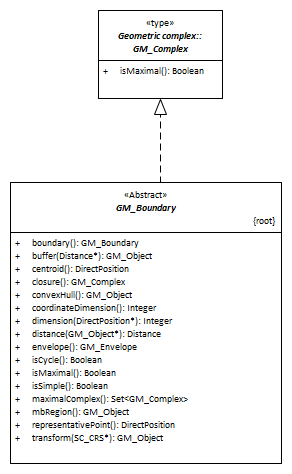 «type»
Geometric complex::
GM_Complex
+ isMaximal(): Boolean
«Abstract»
GM_Boundary
{root}
+ boundary(): GM_Boundary
+ buffer(Distance*): GM_Object
+ centroid(): DirectPosition
+ closure(): GM_Complex
+ convexHull(): GM_Object
+ coordinateDimension(): Integer
+ dimension(DirectPosition*): Integer
+ distance(GM_Object*): Distance
+ envelope(): GM_Envelope
+ isCycle(): Boolean
+ isMaximal(): Boolean
+ isSimple(): Boolean
+ maximalComplex(): Set<GM_Complex>
+ mbRegion(): GM_Object
+ representativePoint(): DirectPosition
+ transform(SC_CRS*): GM_Object